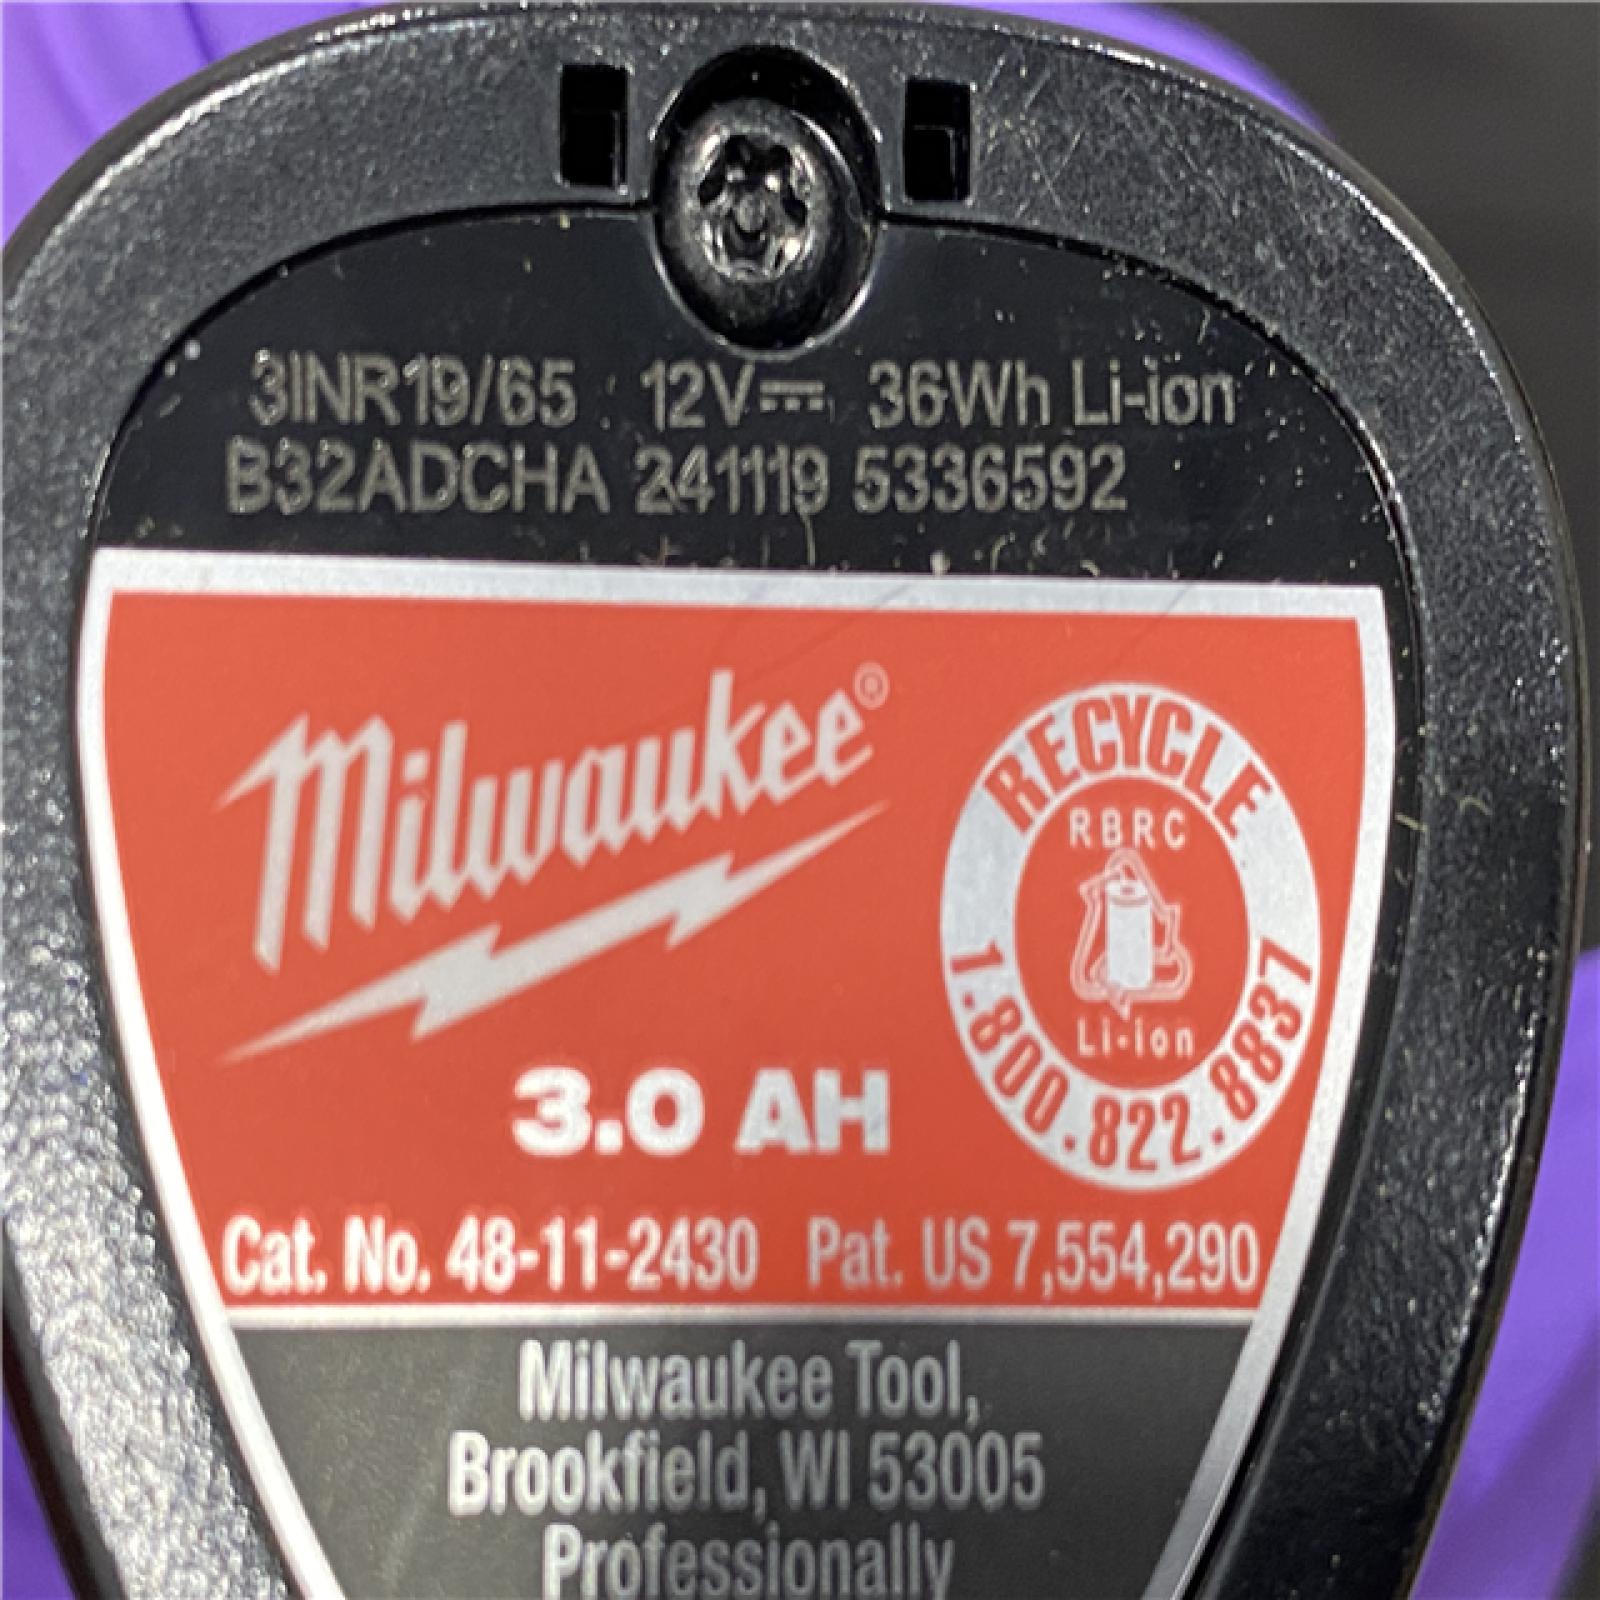 3INR19/65 12V⎓ 36Wh Li-ion
B32ADCHA 241119 5336592
Milwaukee®
RECYCLE
RBRC
Li-ion
1.800.822.8837
3.0 AH
Cat. No. 48-11-2430 Pat. US 7,554,290
Milwaukee Tool,
Brookfield, WI 53005
Professionally